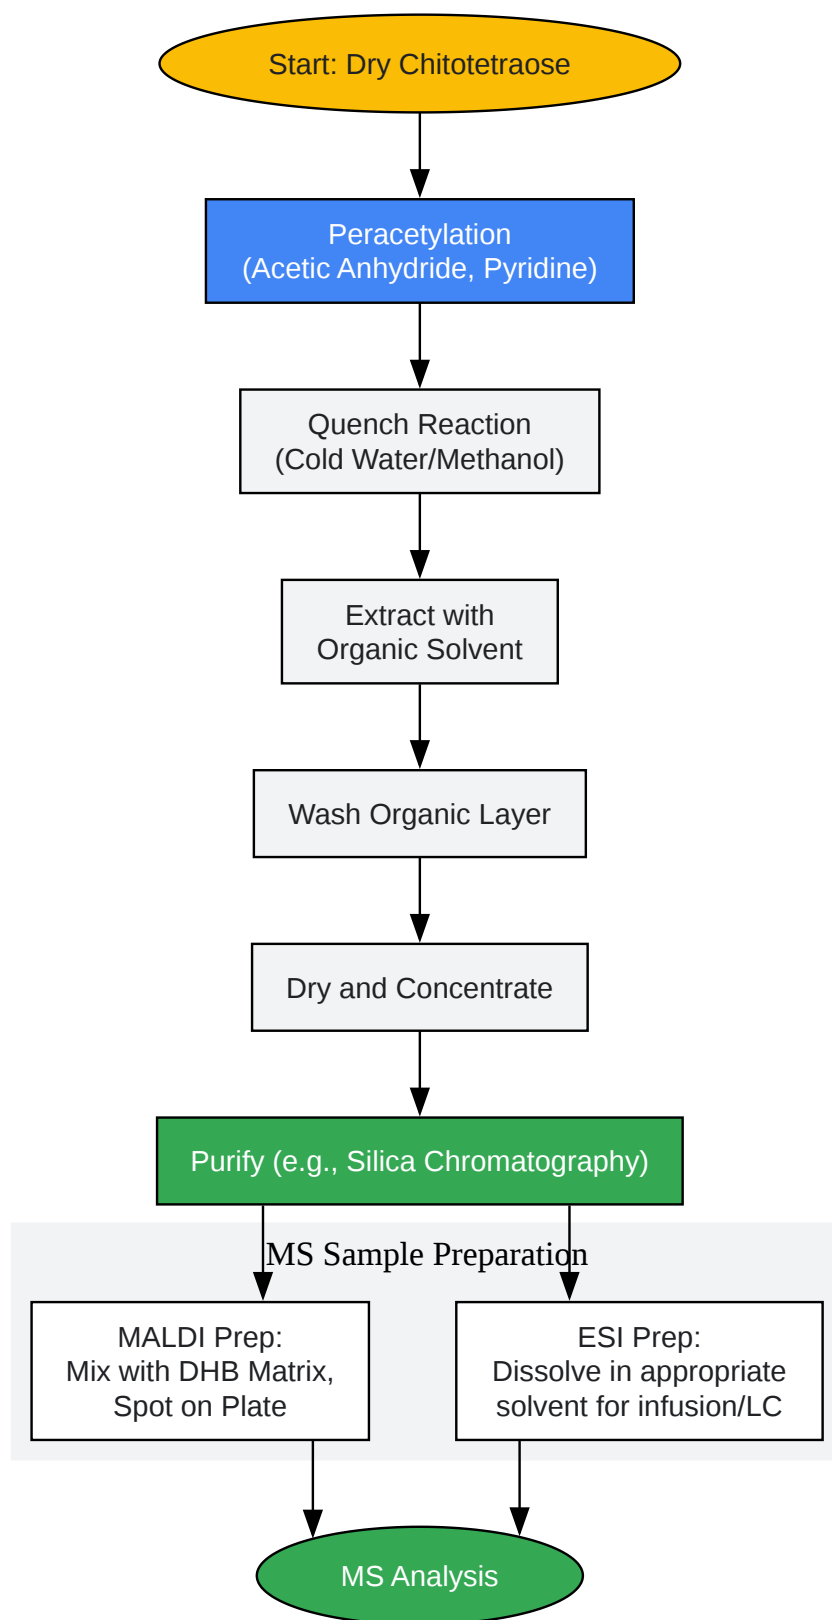 Start: Dry Chitotetraose
Peracetylation
(Acetic Anhydride, Pyridine)
Quench Reaction
(Cold Water/Methanol)
Extract with
Organic Solvent
Wash Organic Layer
Dry and Concentrate
Purify (e.g., Silica Chromatography)
MS Sample Preparation
MALDI Prep:
Mix with DHB Matrix,
Spot on Plate
ESI Prep:
Dissolve in appropriate
solvent for infusion/LC
MS Analysis